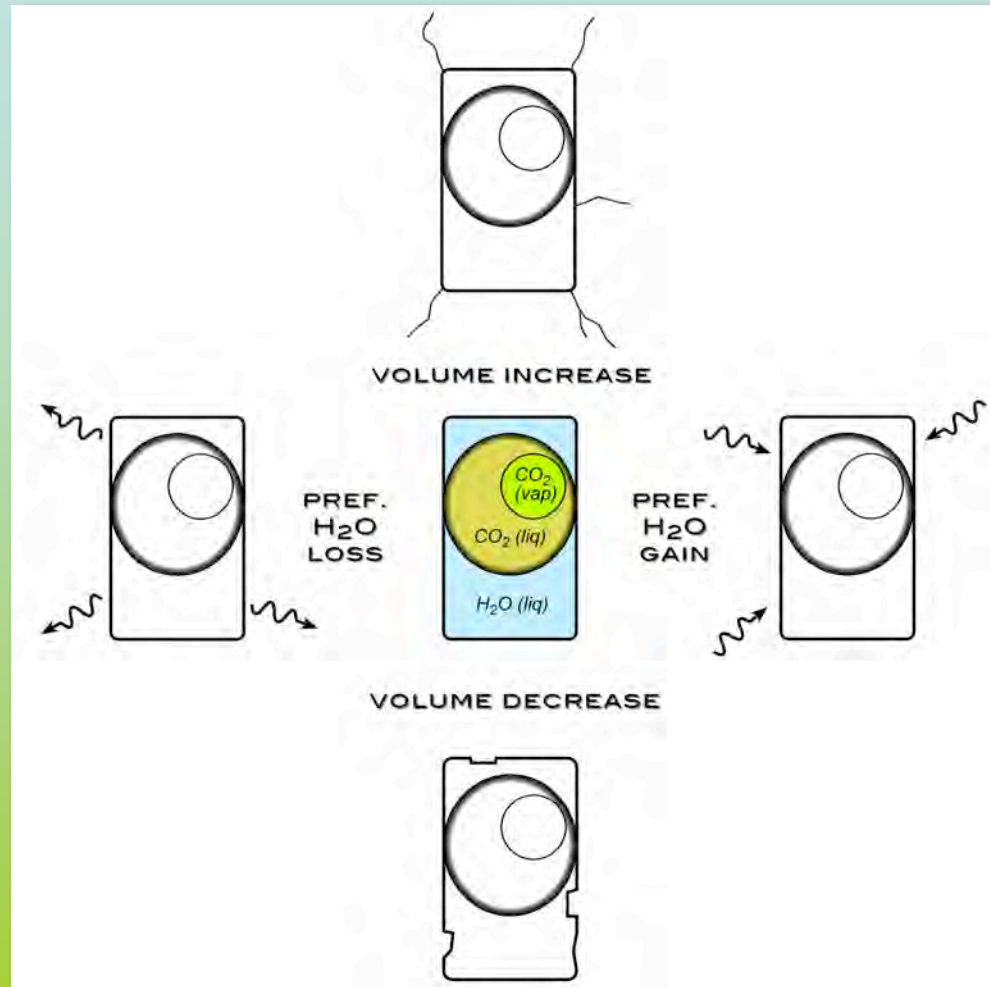 VOLUME INCREASE
PREF.
H₂O
LOSS
CO₂
(vap)
CO₂ (liq)
H₂O (liq)
PREF.
H₂O
GAIN
VOLUME DECREASE